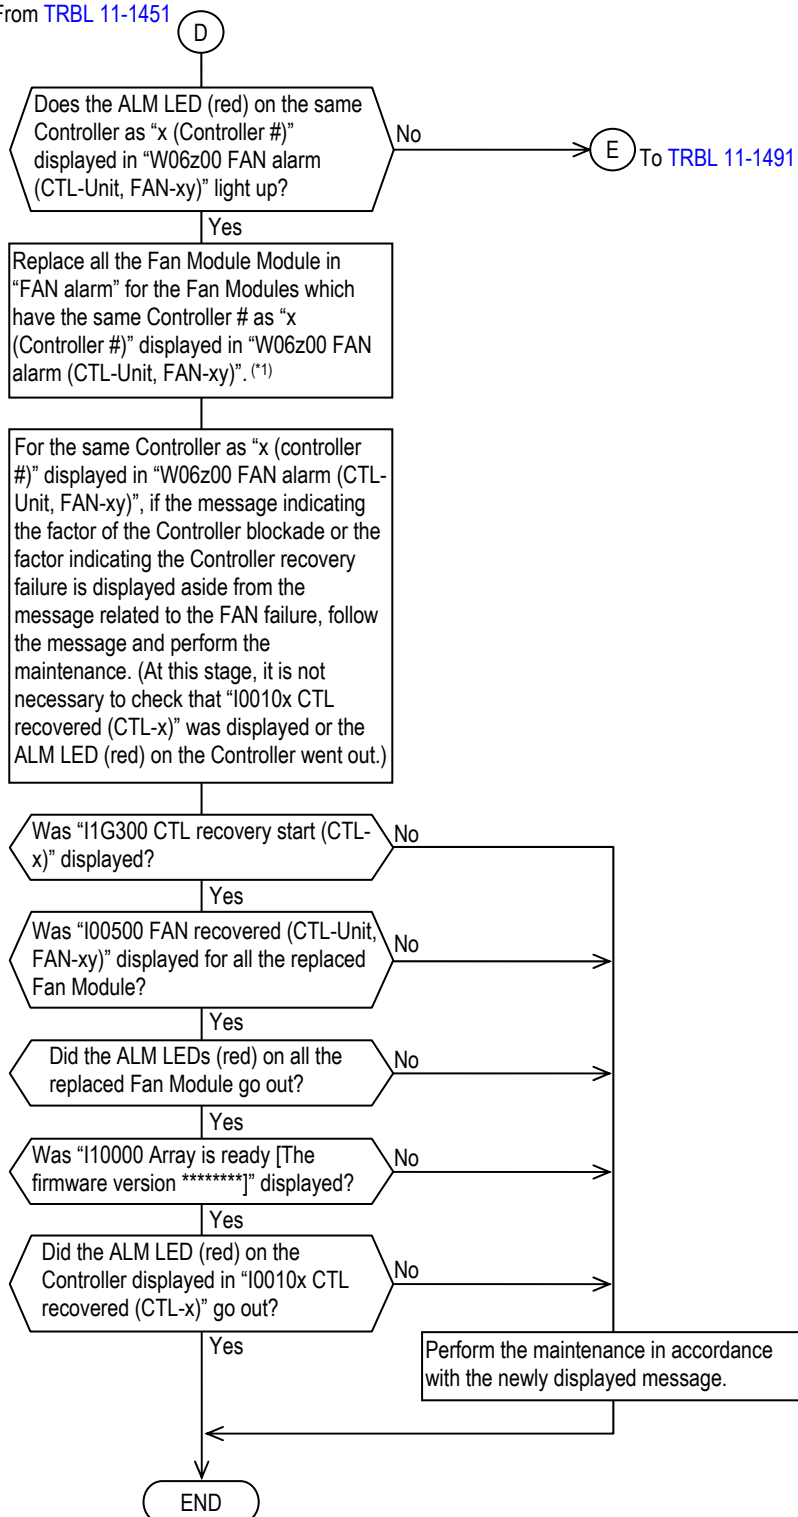 From TRBL 11-1451
D
Does the ALM LED (red) on the same
Controller as “x (Controller #)”
displayed in “W06z00 FAN alarm
(CTL-Unit, FAN-xy)” light up?
No
E
To TRBL 11-1491
Yes
Replace all the Fan Module Module in
“FAN alarm” for the Fan Modules which
have the same Controller # as “x
(Controller #)” displayed in “W06z00 FAN
alarm (CTL-Unit, FAN-xy)”. (*1)
For the same Controller as “x (controller
#)” displayed in “W06z00 FAN alarm (CTL-
Unit, FAN-xy)”, if the message indicating
the factor of the Controller blockade or the
factor indicating the Controller recovery
failure is displayed aside from the
message related to the FAN failure, follow
the message and perform the
maintenance. (At this stage, it is not
necessary to check that “I0010x CTL
recovered (CTL-x)” was displayed or the
ALM LED (red) on the Controller went out.)
Was “I1G300 CTL recovery start (CTL-
x)” displayed?
No
Yes
Was “I00500 FAN recovered (CTL-Unit,
FAN-xy)” displayed for all the replaced
Fan Module?
No
Yes
Did the ALM LEDs (red) on all the
replaced Fan Module go out?
No
Yes
Was “I10000 Array is ready [The
firmware version ********]” displayed?
No
Yes
Did the ALM LED (red) on the
Controller displayed in “I0010x CTL
recovered (CTL-x)” go out?
No
Yes
Perform the maintenance in accordance
with the newly displayed message.
END